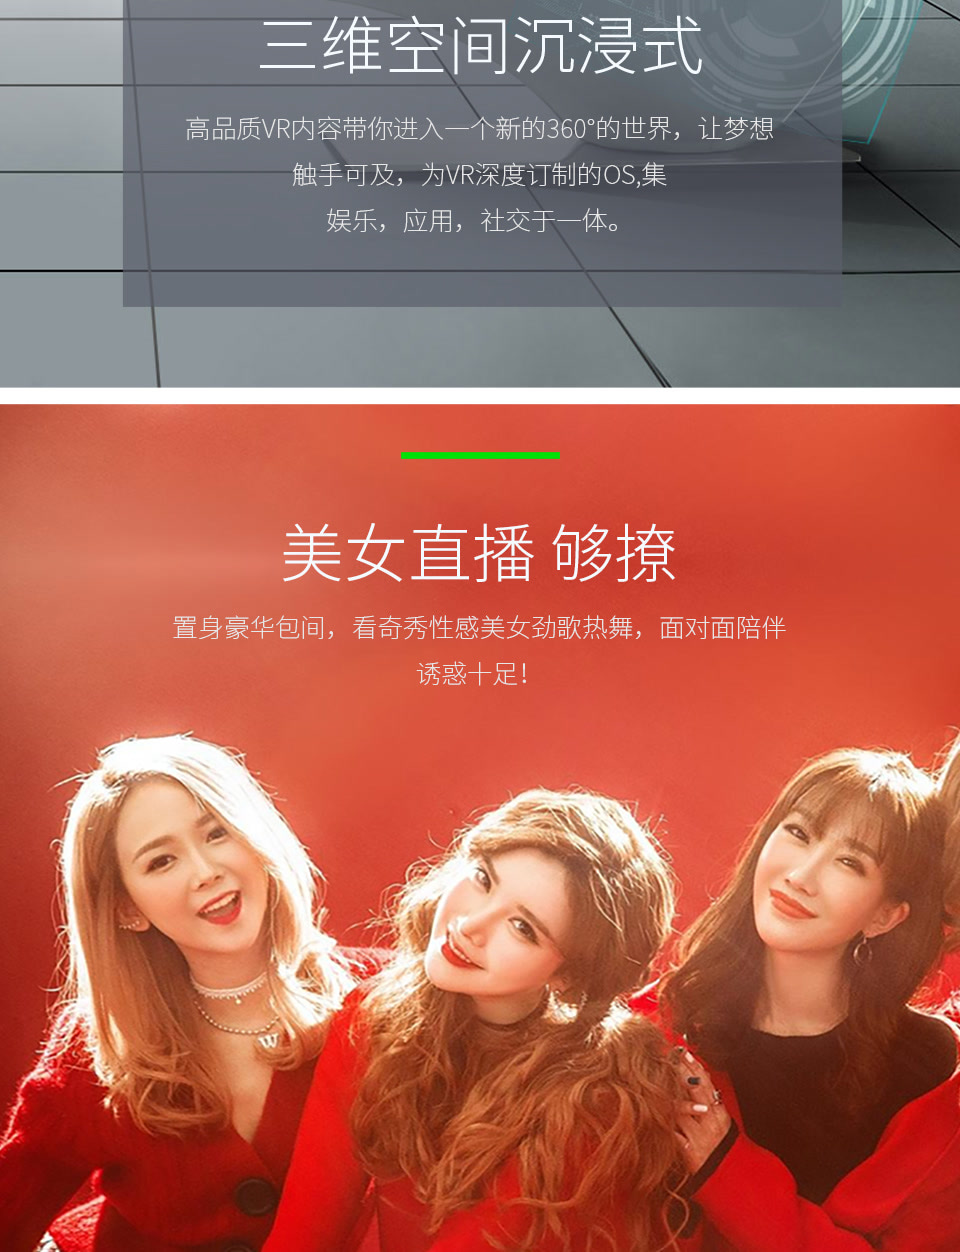 三维空间沉浸式
高品质VR内容带你进入一个新的360°的世界，让梦想
触手可及，为VR深度订制的OS,集
娱乐，应用，社交于一体。
美女直播 够撩
置身豪华包间，看奇秀性感美女劲歌热舞，面对面陪伴
诱惑十足！
W